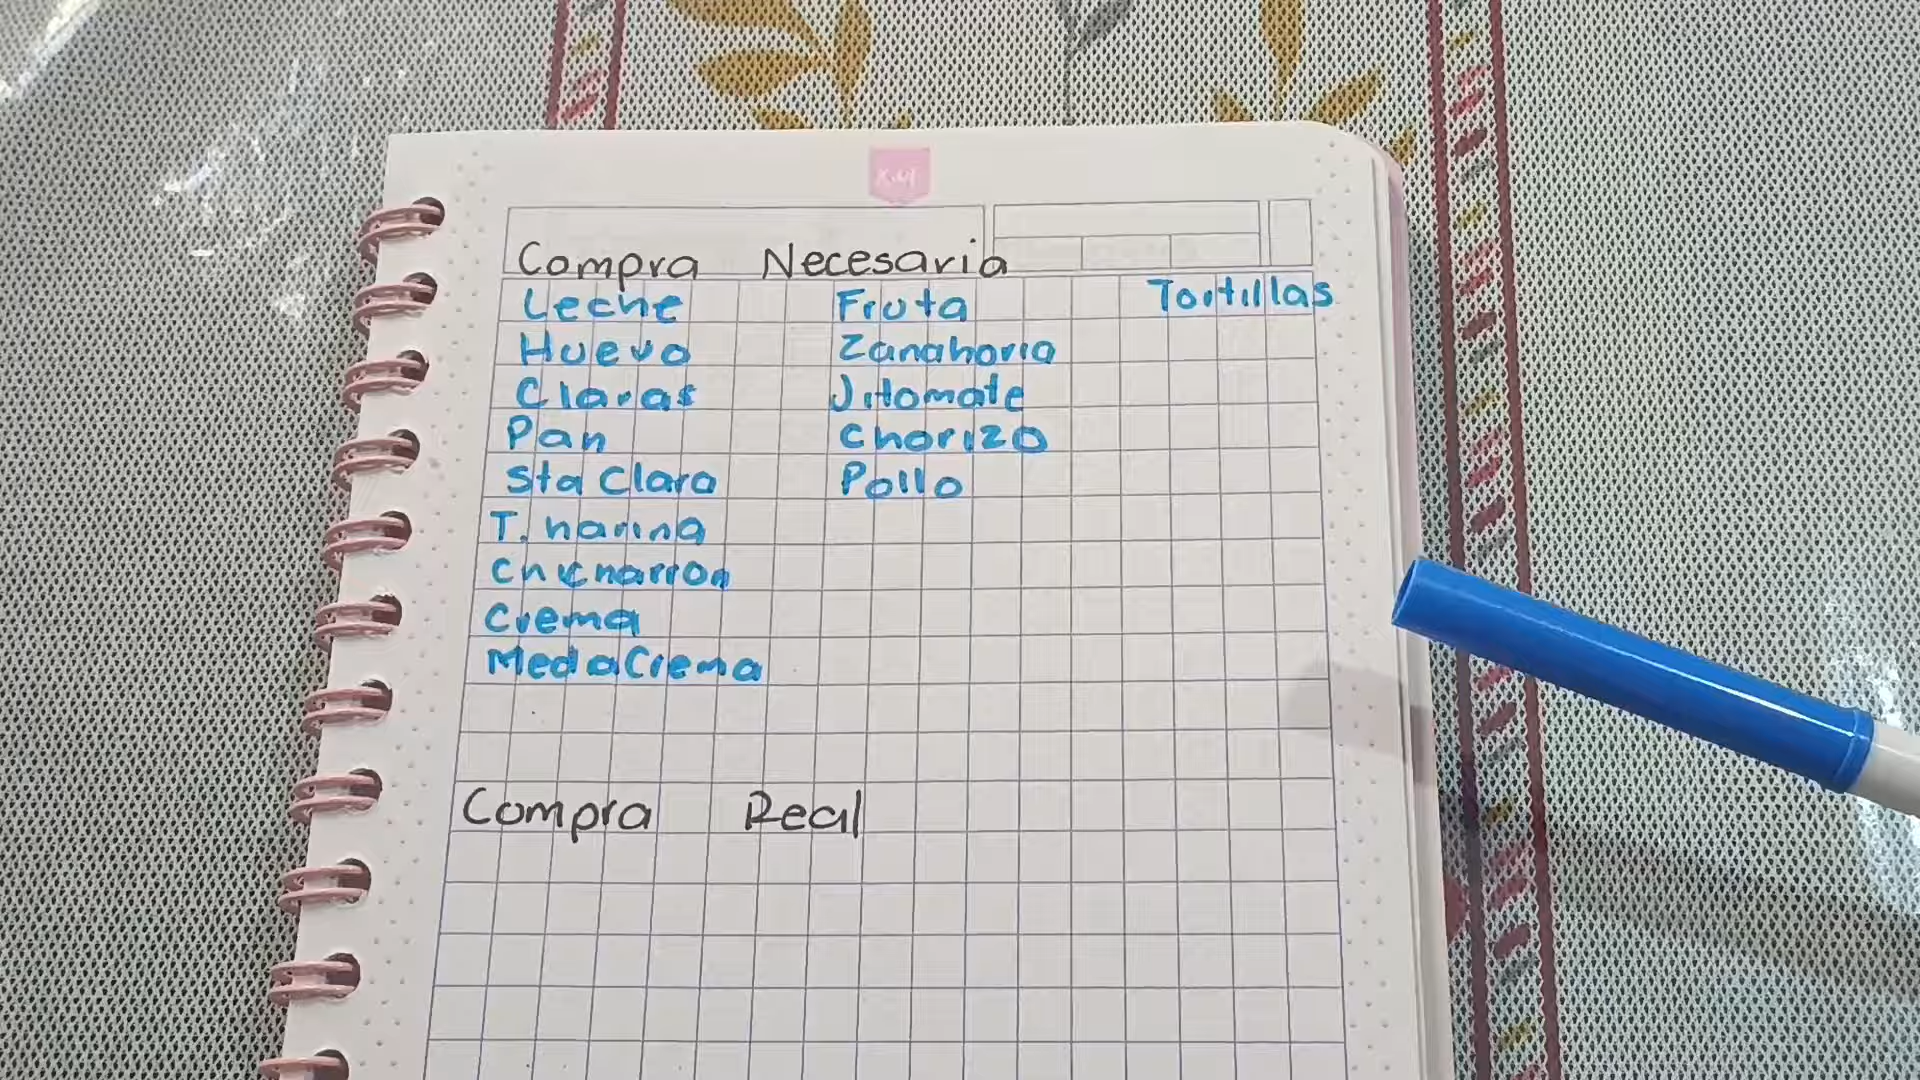 Compra Necesaria
Leche
Huevo
Claras
Pan
Sta Clara
T. harina
Chicharron
Crema
MediaCrema
Fruta
Zanahoria
Jitomate
Chorizo
Pollo
Tortillas
Compra Real